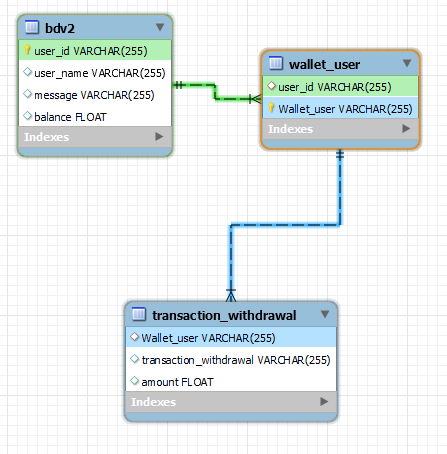 bdv2
user_id VARCHAR(255)
user_name VARCHAR(255)
message VARCHAR(255)
balance FLOAT
Indexes
wallet_user
user_id VARCHAR(255)
Wallet_user VARCHAR(255)
Indexes
transaction_withdrawal
Wallet_user VARCHAR(255)
transaction_withdrawal VARCHAR(255)
amount FLOAT
Indexes